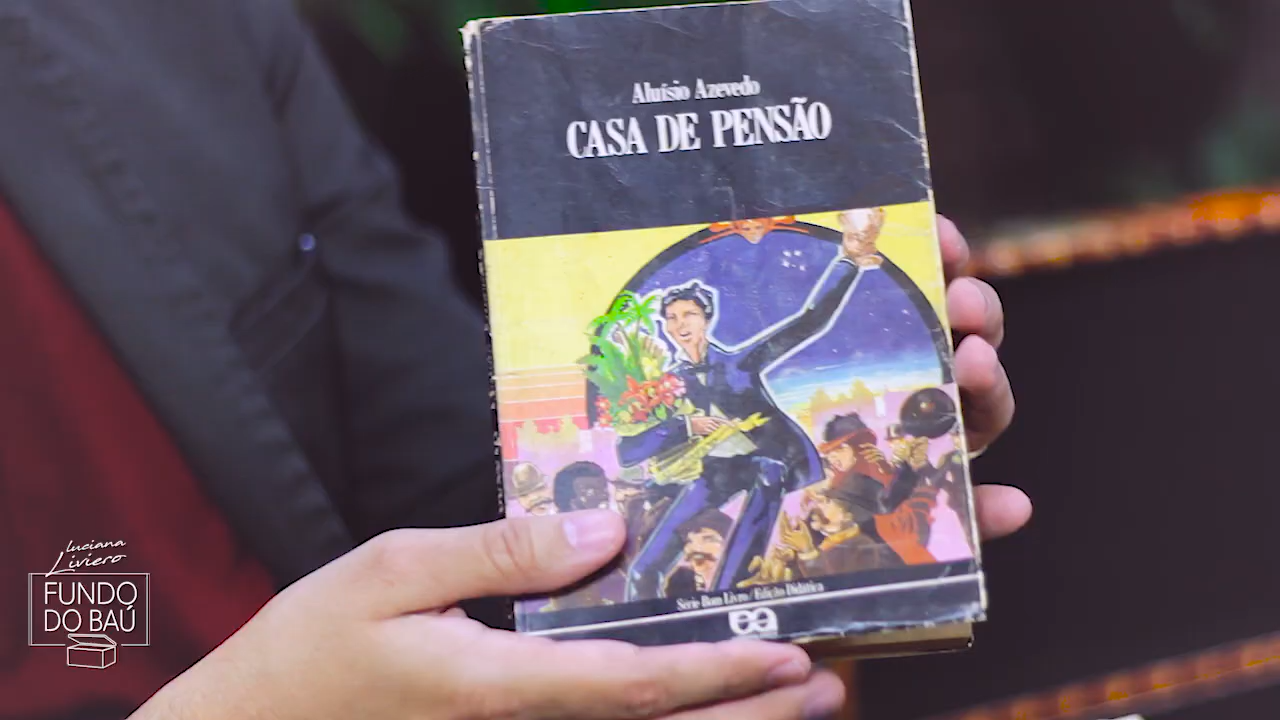 Aluísio Azevedo
CASA DE PENSÃO
Série Bom Livro / Edição Didática
ea
luciana
Liviero
FUNDO
DO BAÚ